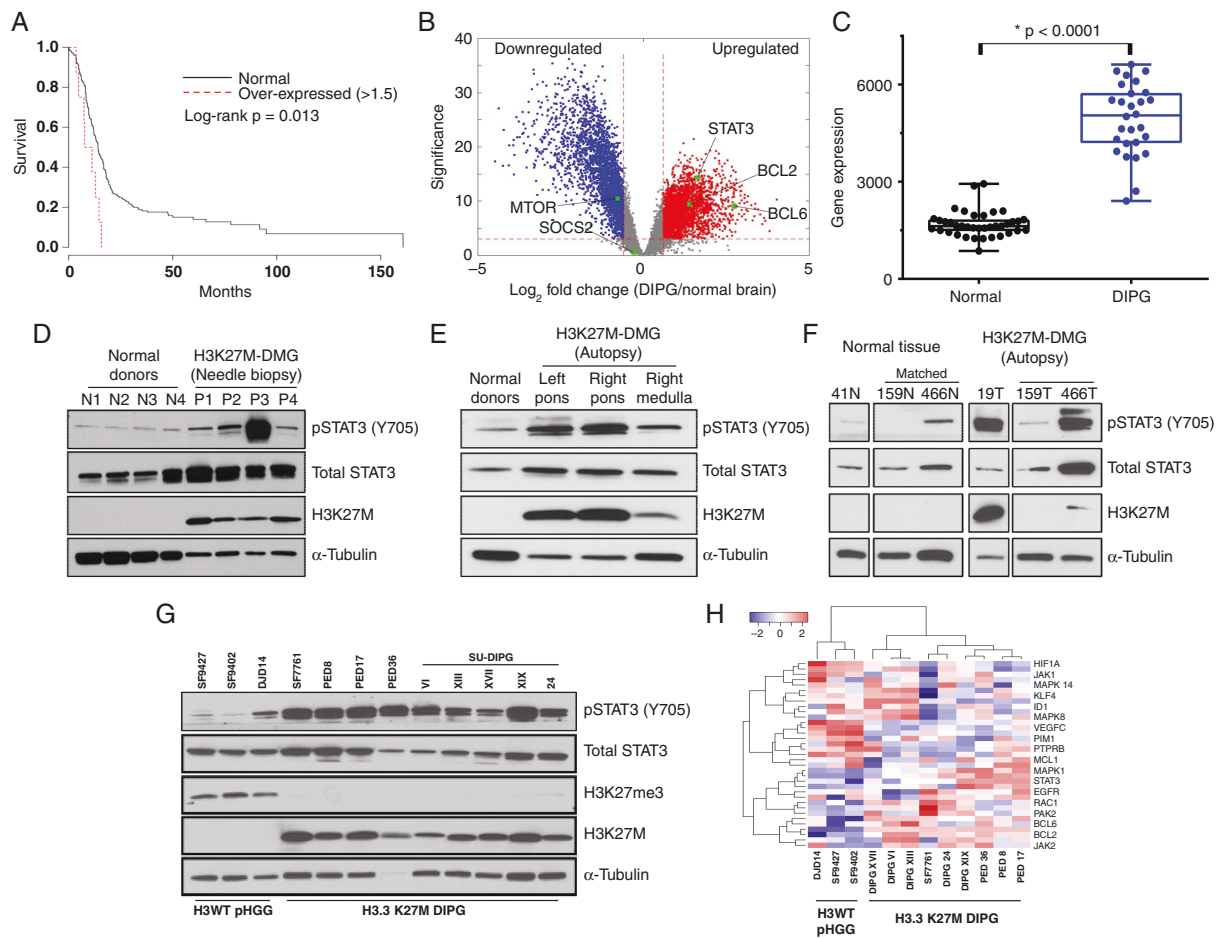 A
1.0
0.8
0.6
0.4
0.2
0.0
Survival
0
50
100
150
Months
Normal
Over-expressed (>1.5)
Log-rank p = 0.013
B
40
30
20
10
0
Significance
Downregulated
Upregulated
STAT3
BCL2
BCL6
MTOR
SOCS2
−5
0
5
Log2 fold change (DIPG/normal brain)
C
* p < 0.0001
6000
3000
0
Gene expression
Normal
DIPG
D
Normal donors
H3K27M-DMG (Needle biopsy)
N1 N2 N3 N4 P1 P2 P3 P4
pSTAT3 (Y705)
Total STAT3
H3K27M
α-Tubulin
E
H3K27M-DMG
(Autopsy)
Normal donors
Left pons
Right pons
Right medulla
pSTAT3 (Y705)
Total STAT3
H3K27M
α-Tubulin
F
Normal tissue
H3K27M-DMG
(Autopsy)
Matched
41N 159N 466N 19T 159T 466T
pSTAT3 (Y705)
Total STAT3
H3K27M
α-Tubulin
G
SU-DIPG
SF9427 SF9402 DJD14 SF7761 PED8 PED17 PED36 VI XIII XVII XIX 24
pSTAT3 (Y705)
Total STAT3
H3K27me3
H3K27M
α-Tubulin
H3WT pHGG
H3.3 K27M DIPG
H
−2 0 2
HIF1A
JAK1
MAPK 14
KLF4
ID1
MAPK8
VEGFC
PIM1
PTPRB
MCL1
MAPK1
STAT3
EGFR
RAC1
PAK2
BCL6
BCL2
JAK2
DJD14
SF9427
SF9402
DIPG XVII
DIPG VI
DIPG XIII
SF7761
DIPG 24
DIPG XIX
PED 36
PED 8
PED 17
H3WT
pHGG
H3.3 K27M DIPG